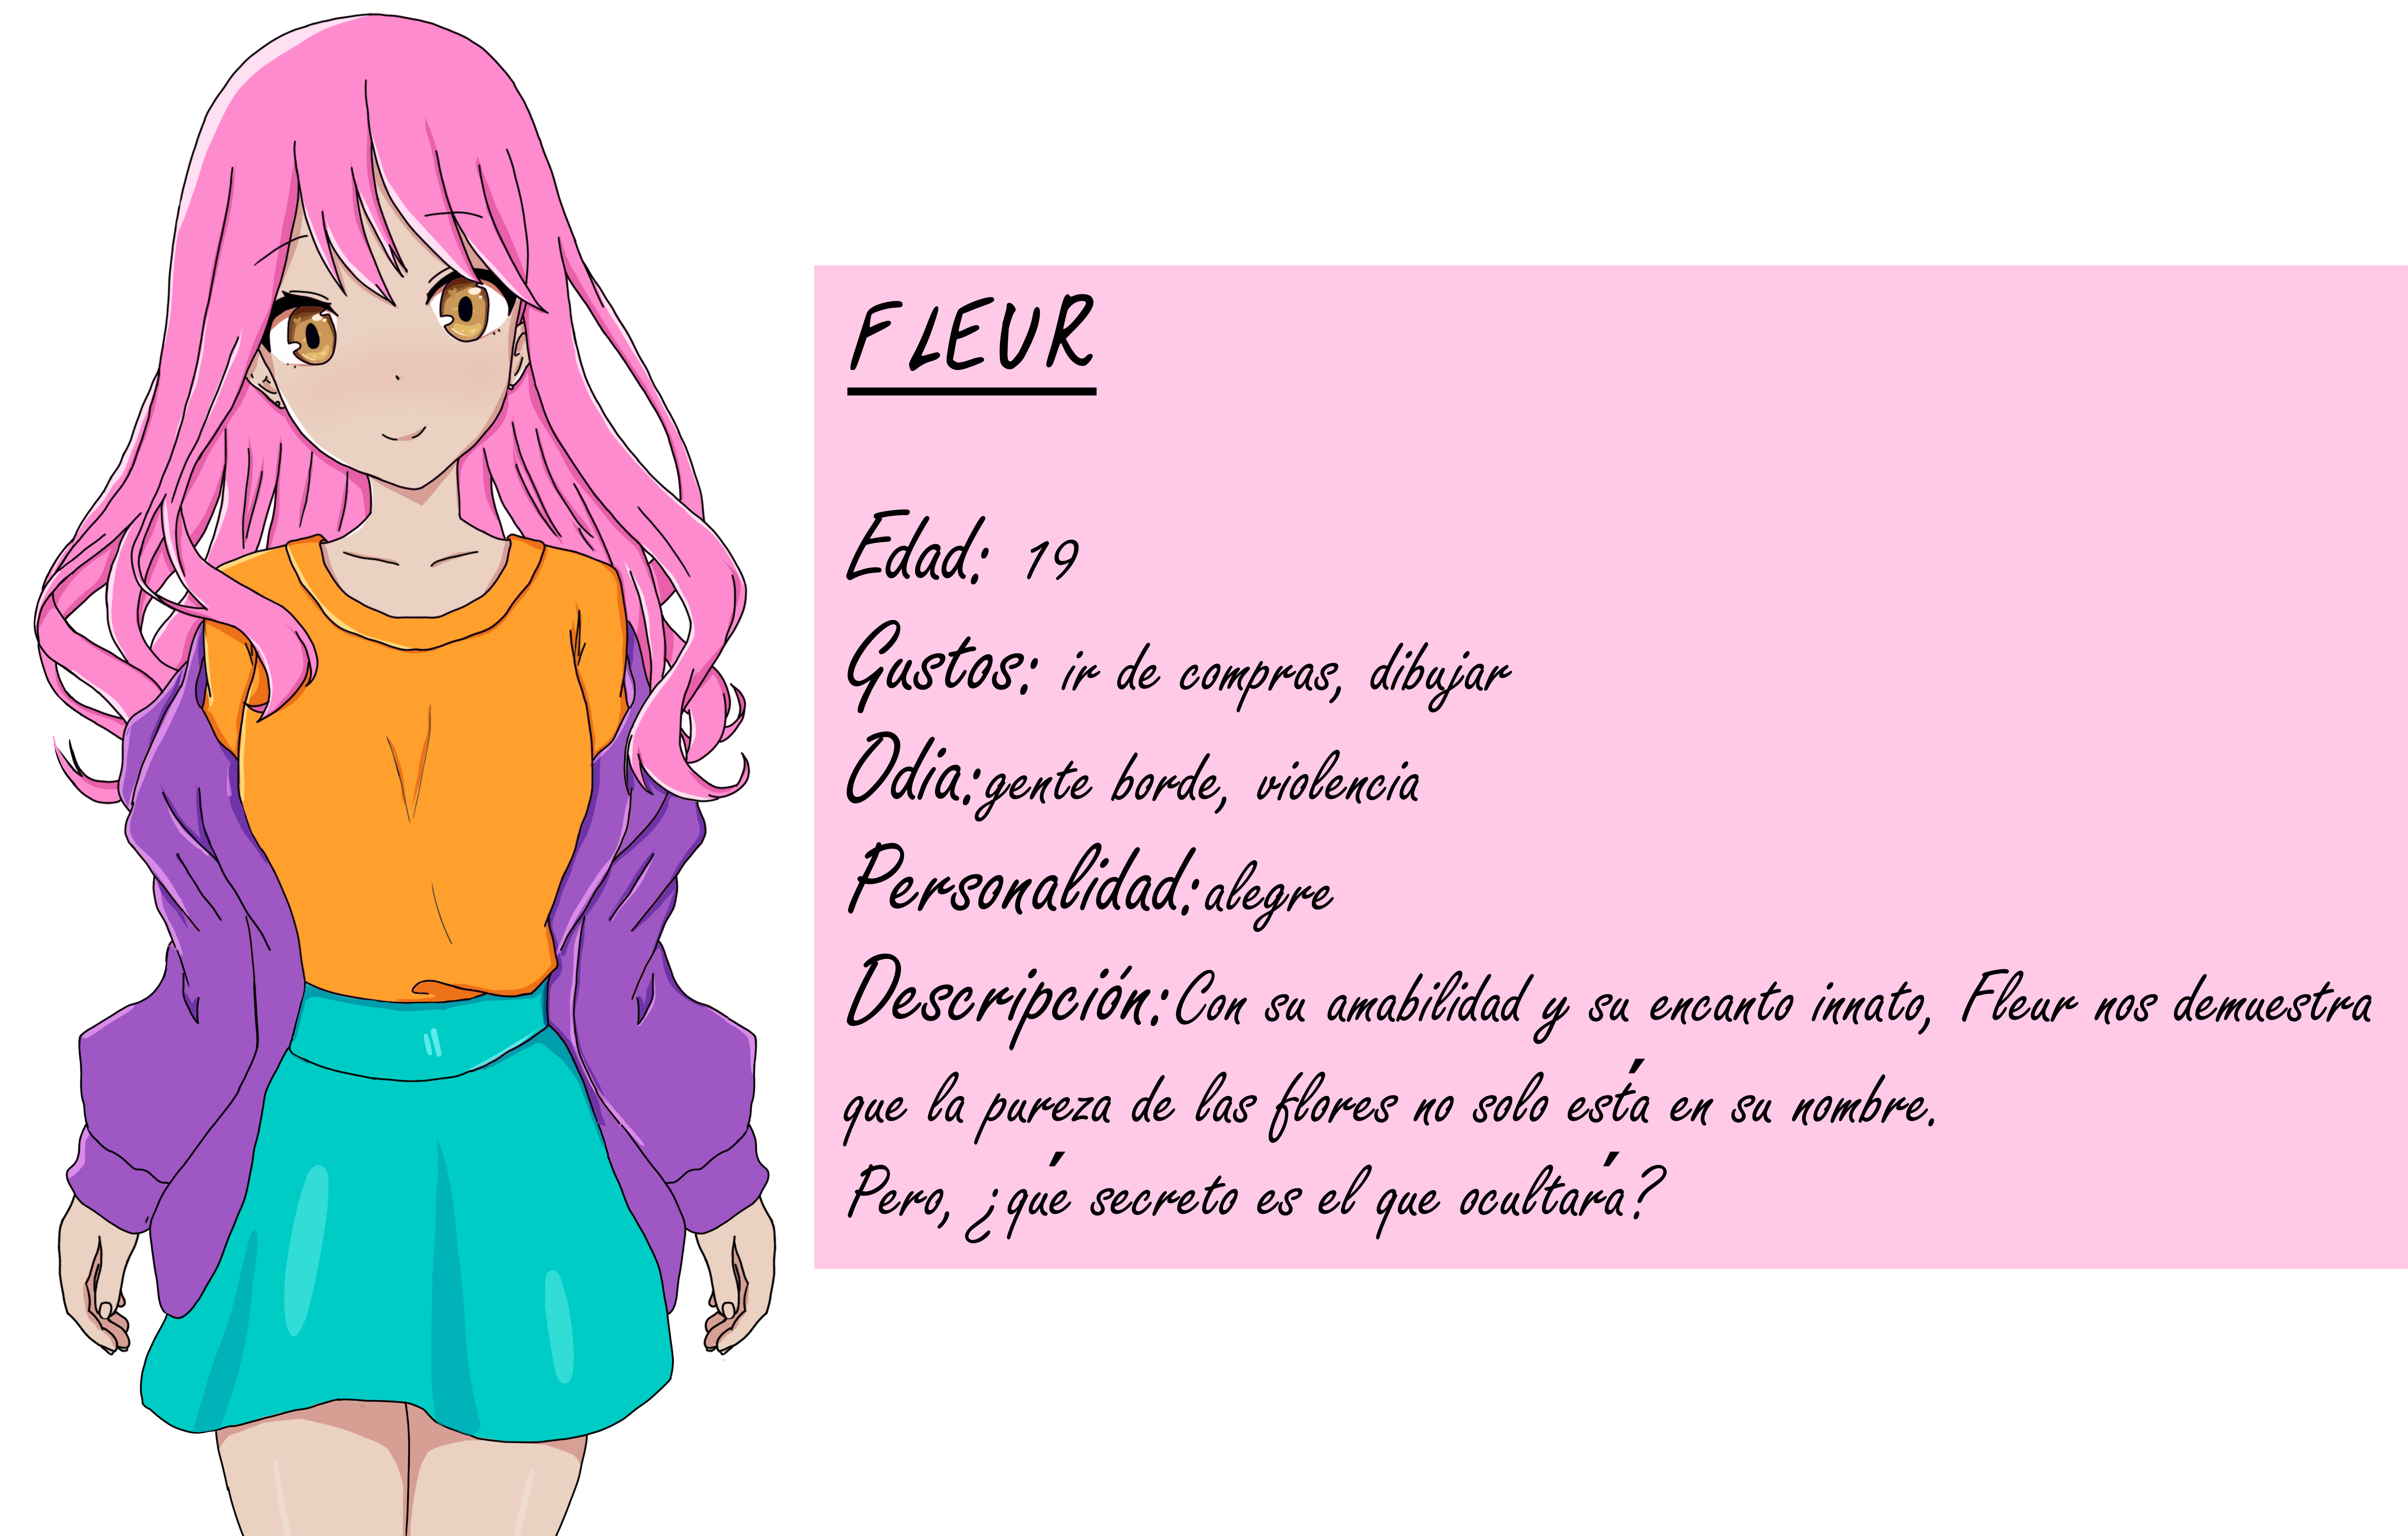 FLEUR
Edad: 19
Gustos: ir de compras, dibujar
Odia: gente borde, violencia
Personalidad: alegre
Descripción: Con su amabilidad y su encanto innato, Fleur nos demuestra
que la pureza de las flores no solo está en su nombre.
Pero, ¿qué secreto es el que ocultará?